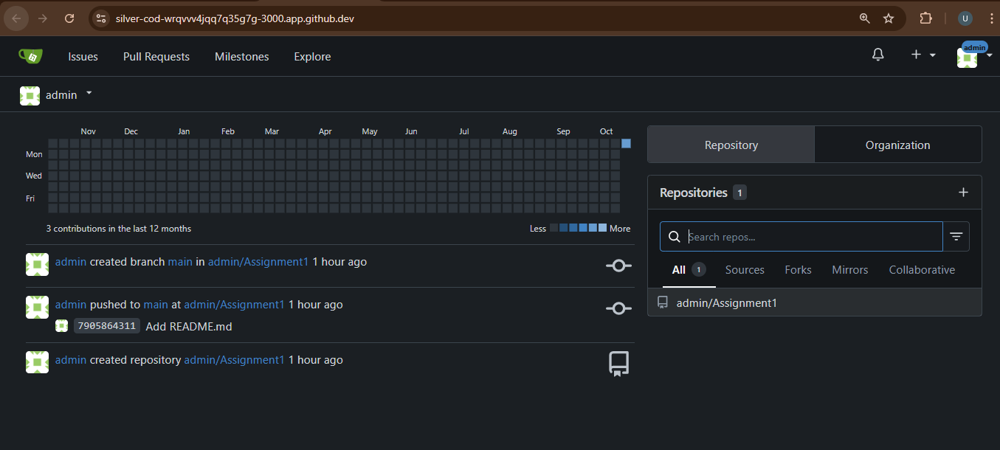 silver-cod-wrqvvv4jqq7q35g7g-3000.app.github.dev
U
Issues Pull Requests Milestones Explore
admin
admin
Nov Dec Jan Feb Mar Apr May Jun Jul Aug Sep Oct
Mon
Wed
Fri
3 contributions in the last 12 months
Less More
admin created branch main in admin/Assignment1 1 hour ago
admin pushed to main at admin/Assignment1 1 hour ago
7905864311 Add README.md
admin created repository admin/Assignment1 1 hour ago
Repository Organization
Repositories 1
Search repos...
All 1 Sources Forks Mirrors Collaborative
admin/Assignment1